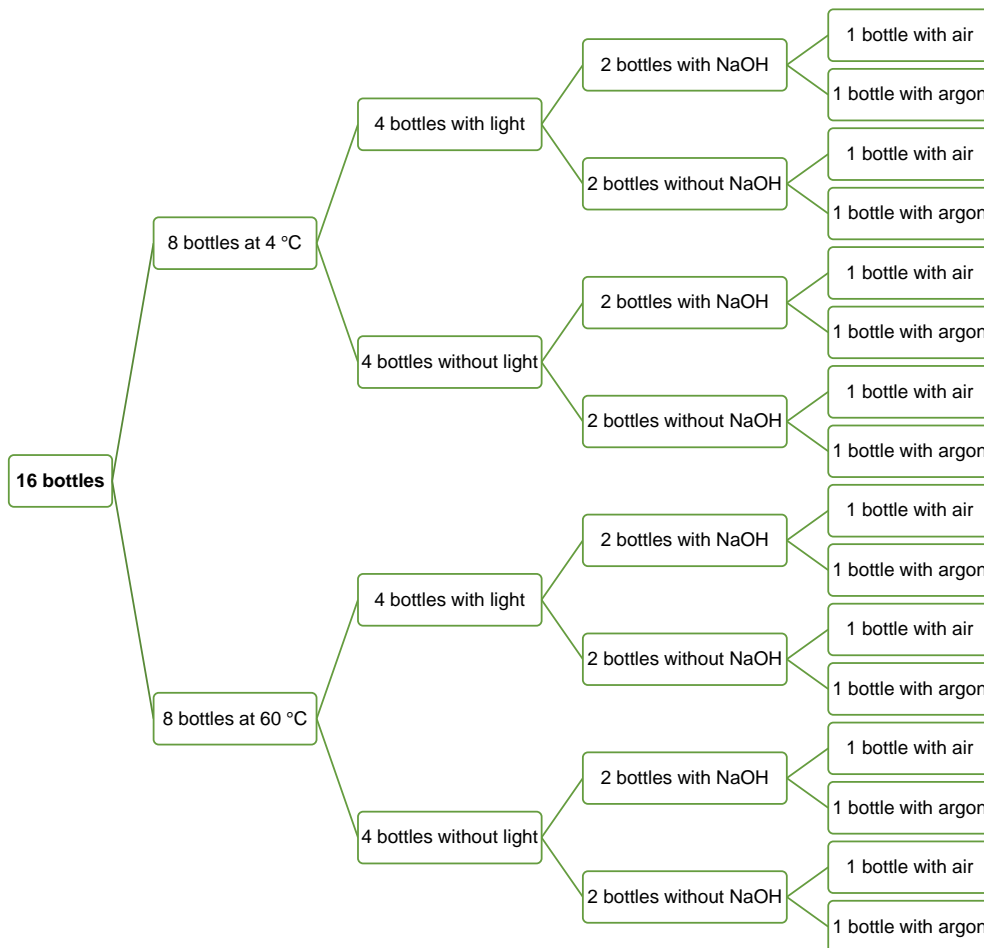 16 bottles
8 bottles at 4 °C
4 bottles with light
2 bottles with NaOH
1 bottle with air
1 bottle with argon
2 bottles without NaOH
1 bottle with air
1 bottle with argon
4 bottles without light
2 bottles with NaOH
1 bottle with air
1 bottle with argon
2 bottles without NaOH
1 bottle with air
1 bottle with argon
8 bottles at 60 °C
4 bottles with light
2 bottles with NaOH
1 bottle with air
1 bottle with argon
2 bottles without NaOH
1 bottle with air
1 bottle with argon
4 bottles without light
2 bottles with NaOH
1 bottle with air
1 bottle with argon
2 bottles without NaOH
1 bottle with air
1 bottle with argon